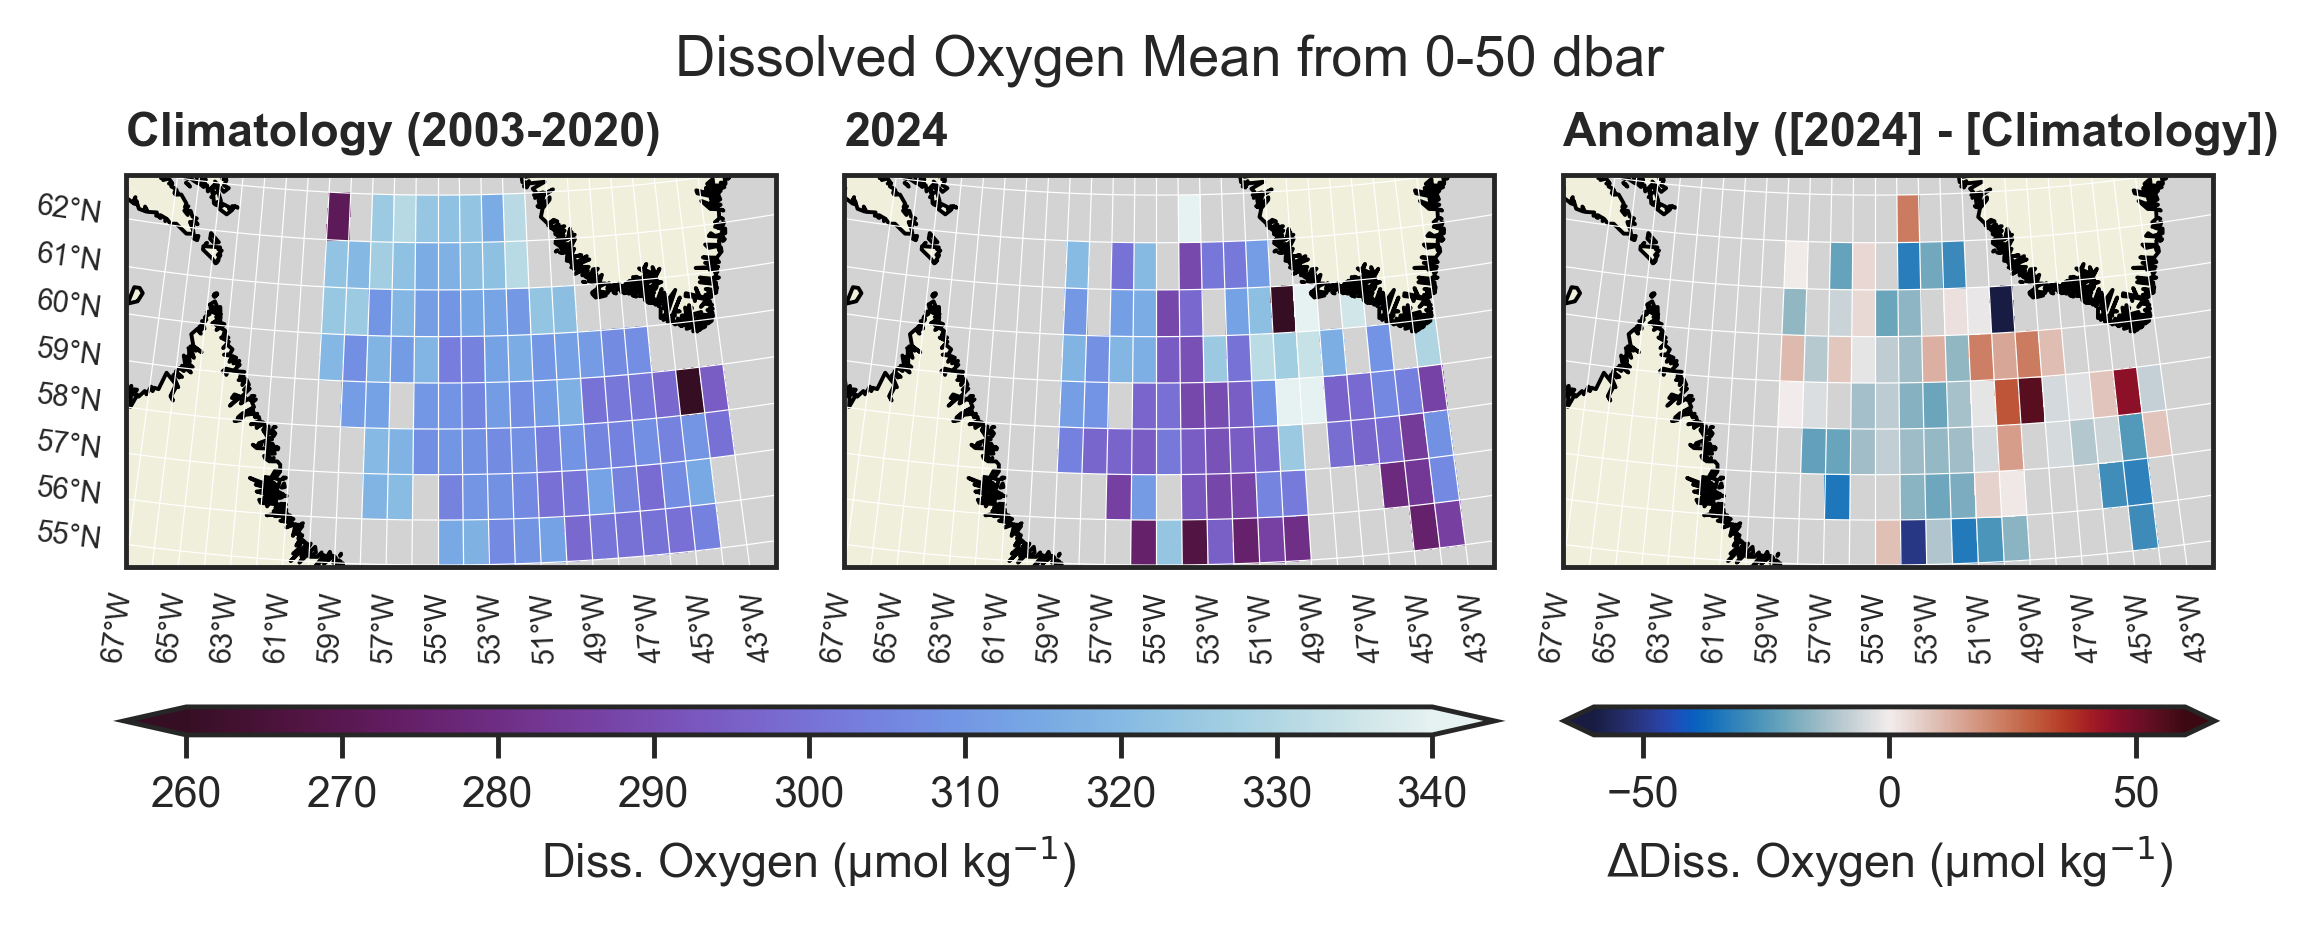 Dissolved Oxygen Mean from 0-50 dbar
Climatology (2003-2020)
2024
Anomaly ([2024] - [Climatology])
62°N
61°N
60°N
59°N
58°N
57°N
56°N
55°N
67°W 65°W 63°W 61°W 59°W 57°W 55°W 53°W 51°W 49°W 47°W 45°W 43°W
67°W 65°W 63°W 61°W 59°W 57°W 55°W 53°W 51°W 49°W 47°W 45°W 43°W
67°W 65°W 63°W 61°W 59°W 57°W 55°W 53°W 51°W 49°W 47°W 45°W 43°W
260 270 280 290 300 310 320 330 340
Diss. Oxygen (μmol kg⁻¹)
−50 0 50
ΔDiss. Oxygen (μmol kg⁻¹)